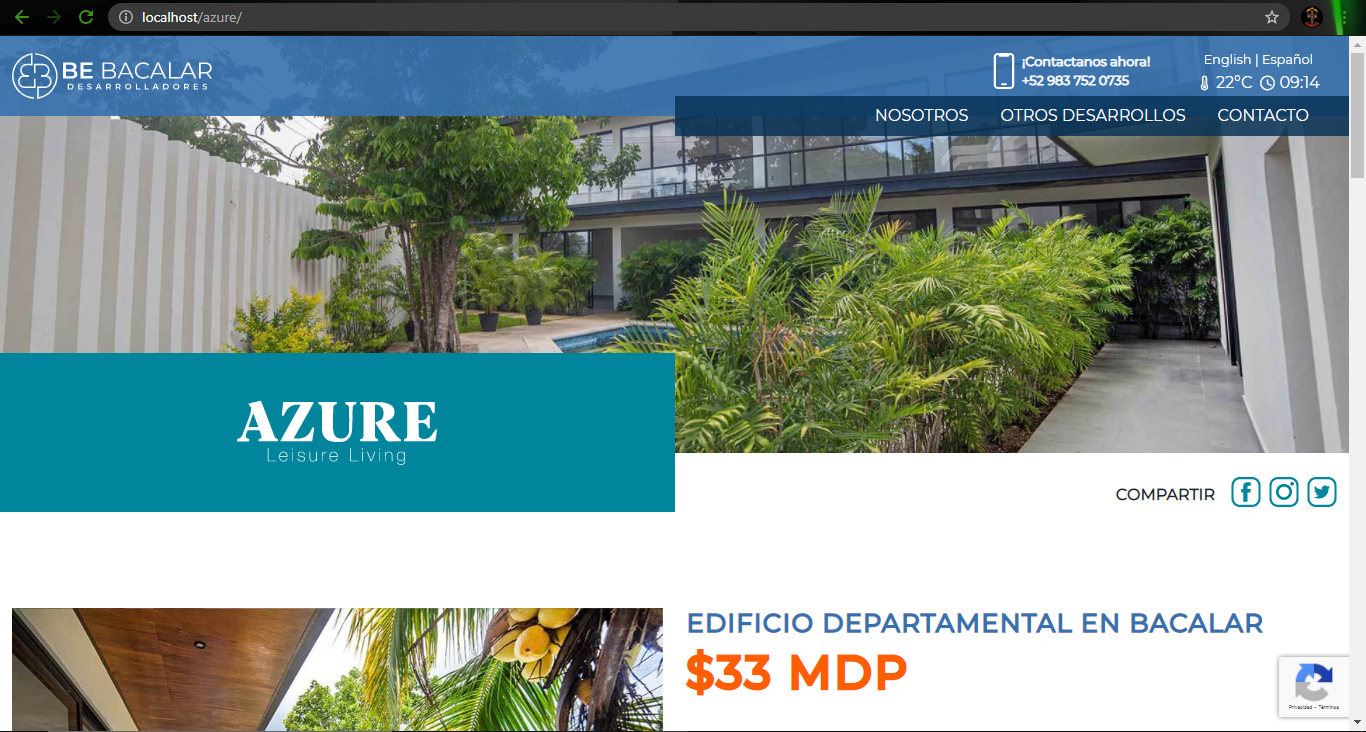 localhost/azure/
BE BACALAR
DESARROLLADORES
¡Contactanos ahora!
+52 983 752 0735
English | Español
22°C 09:14
NOSOTROS OTROS DESARROLLOS CONTACTO
AZURE
Leisure Living
COMPARTIR
EDIFICIO DEPARTAMENTAL EN BACALAR
$33 MDP
Privacidad - Términos